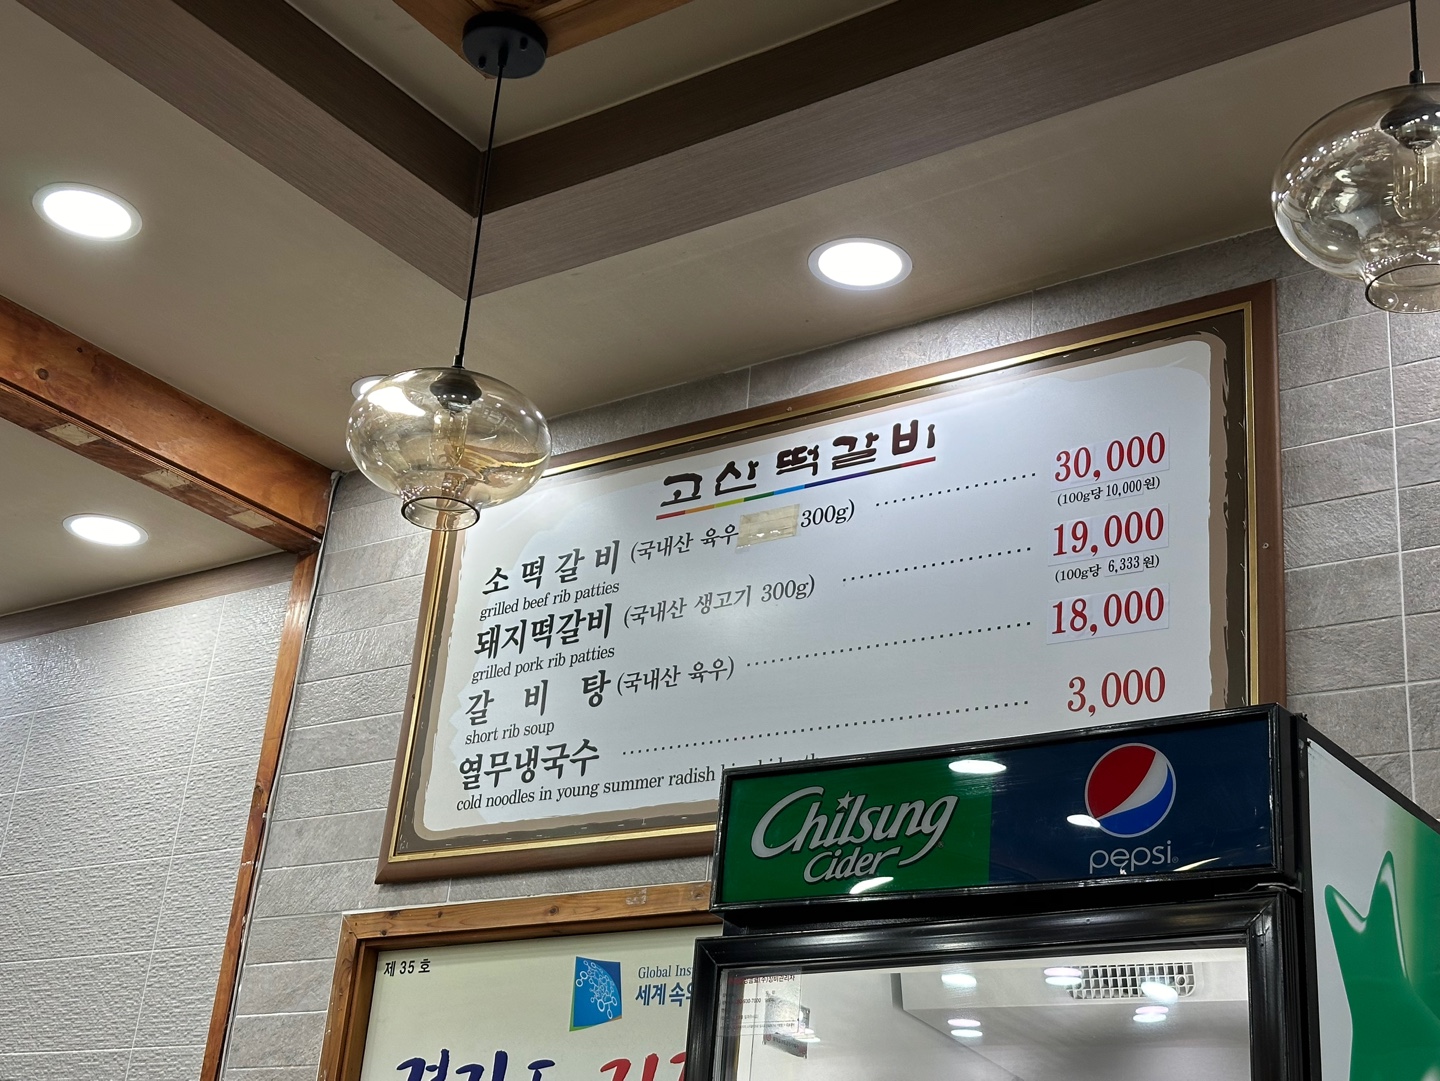 고산떡갈비
소떡갈비 (국내산 육우 300g) 30,000
(100g당 10,000원)
grilled beef rib patties
돼지떡갈비 (국내산 생고기 300g) 19,000
(100g당 6,333원)
grilled pork rib patties
갈비탕 (국내산 육우) 18,000
short rib soup
열무냉국수 3,000
cold noodles in young summer radish
Chilsung
Cider
pepsi
제 35 호
Global
세계 속